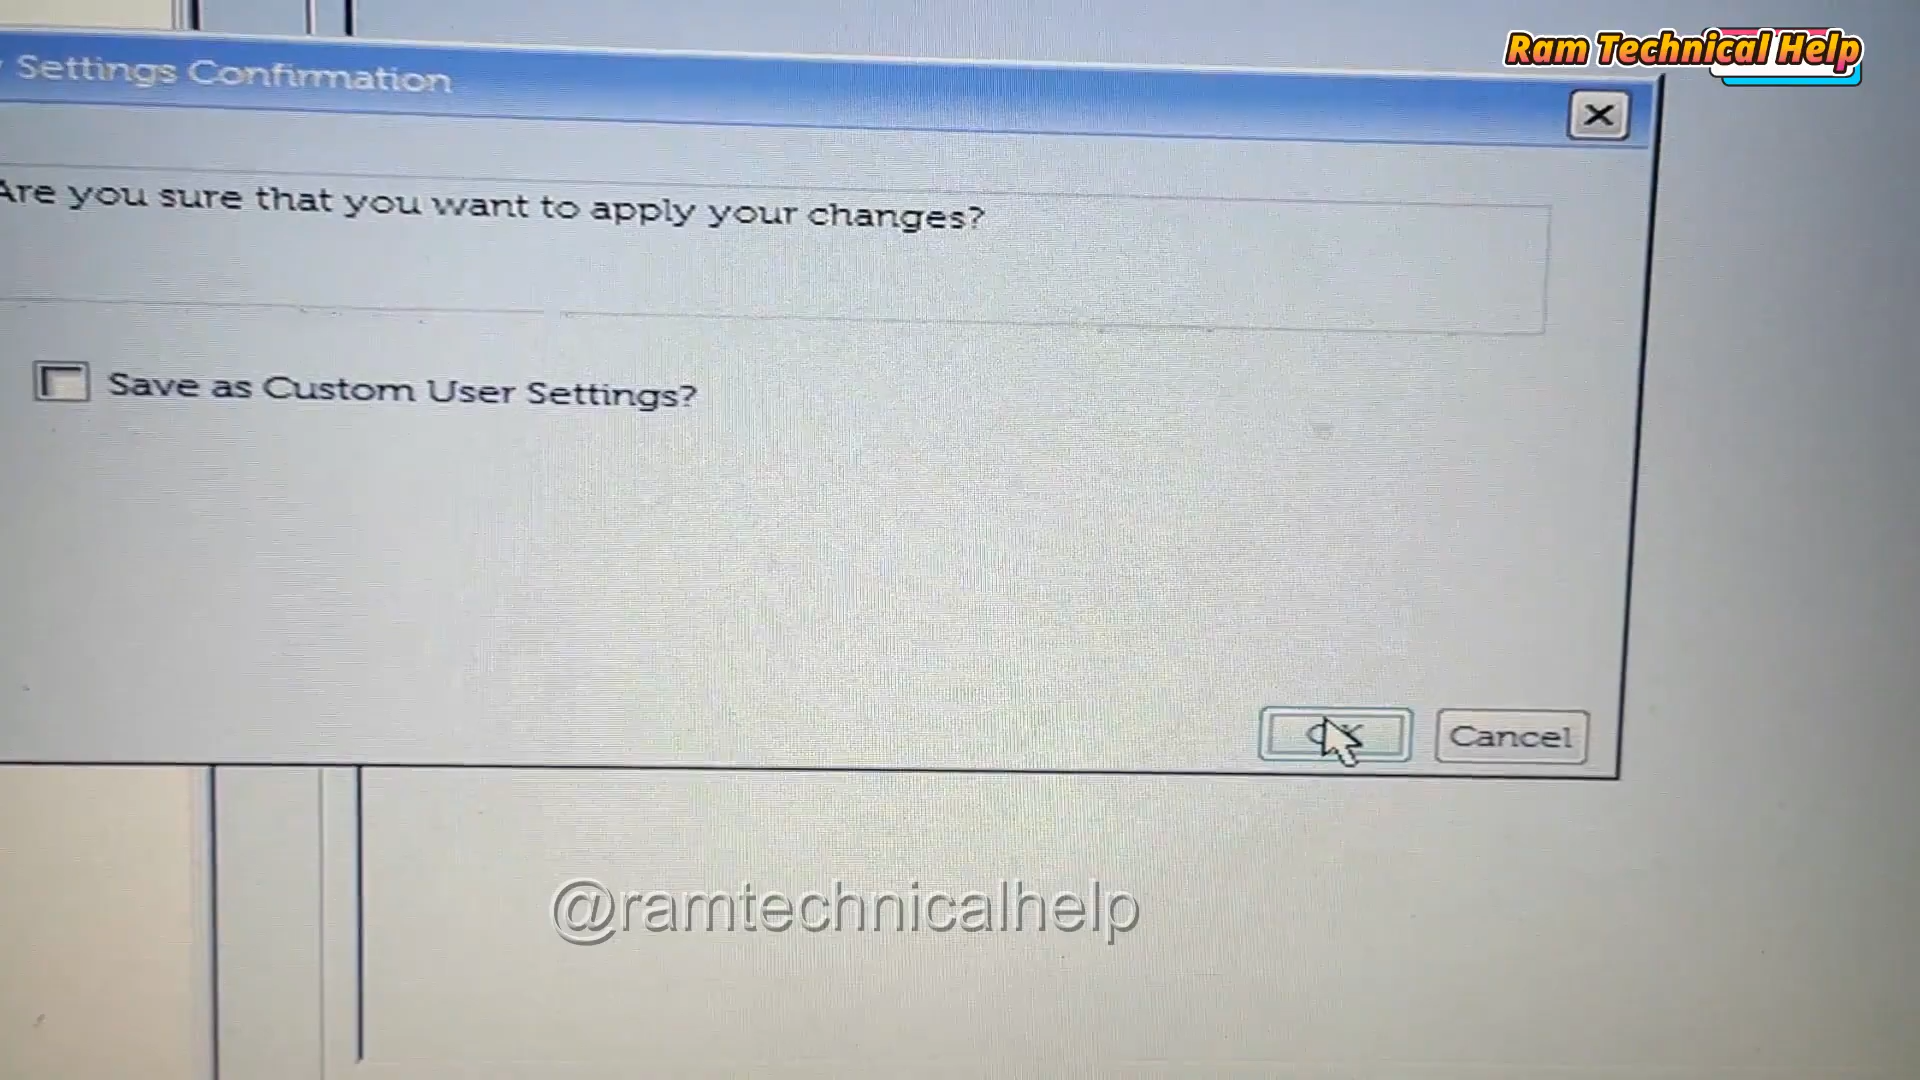 Ram Technical Help
Settings Confirmation
Are you sure that you want to apply your changes?
Save as Custom User Settings?
Cancel
@ramtechnicalhelp